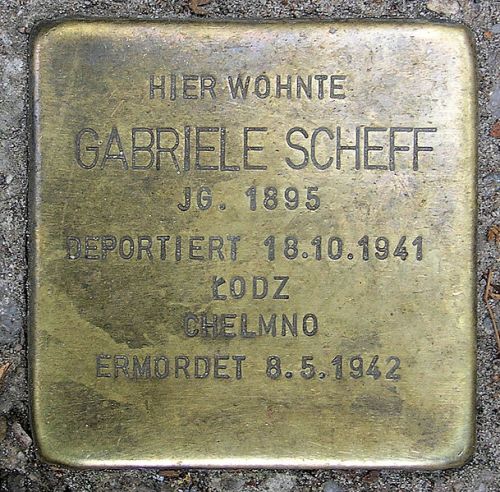 HIER WOHNTE
GABRIELE SCHEFF
JG. 1895
DEPORTIERT 18.10.1941
ŁODZ
CHELMNO
ERMORDET 8.5.1942